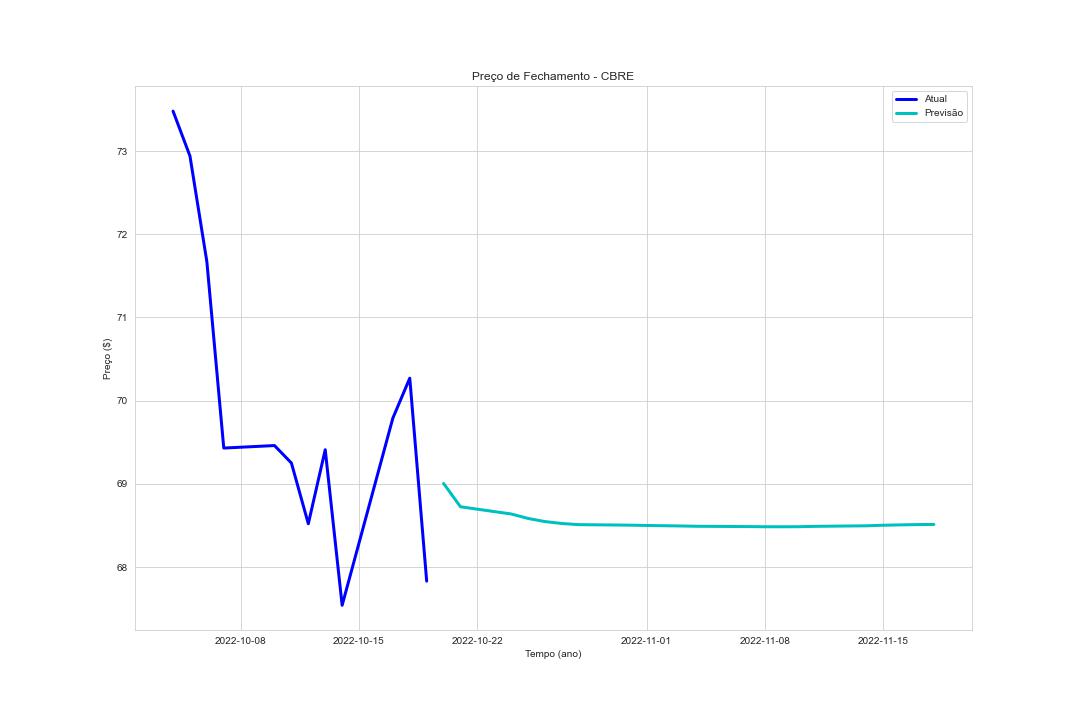 Preço de Fechamento - CBRE
Atual
Previsão
73
72
71
70
69
68
Preço ($)
2022-10-08
2022-10-15
2022-10-22
2022-11-01
2022-11-08
2022-11-15
Tempo (ano)